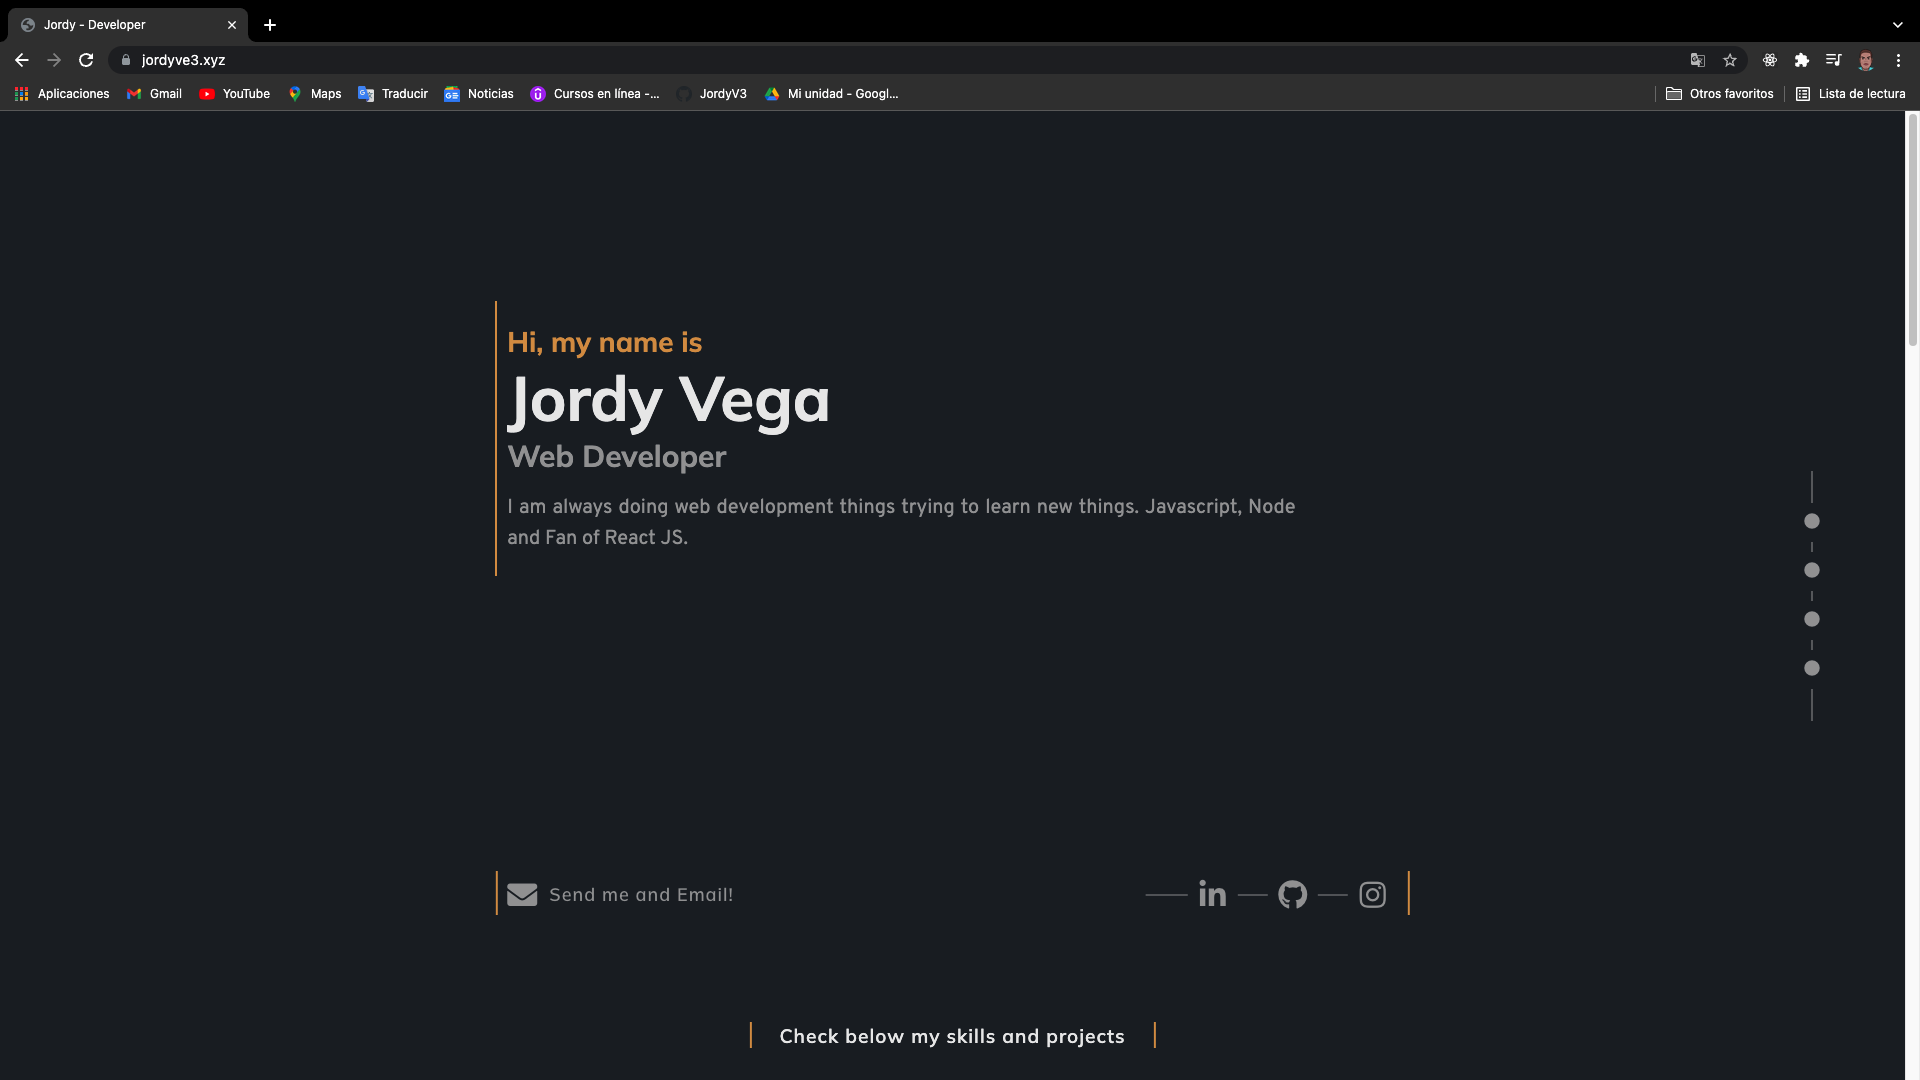 Jordy - Developer
jordyve3.xyz
Aplicaciones
Gmail
YouTube
Maps
Traducir
Noticias
Cursos en línea -...
JordyV3
Mi unidad - Googl...
Otros favoritos
Lista de lectura
Hi, my name is
Jordy Vega
Web Developer
I am always doing web development things trying to learn new things. Javascript, Node
and Fan of React JS.
Send me and Email!
Check below my skills and projects